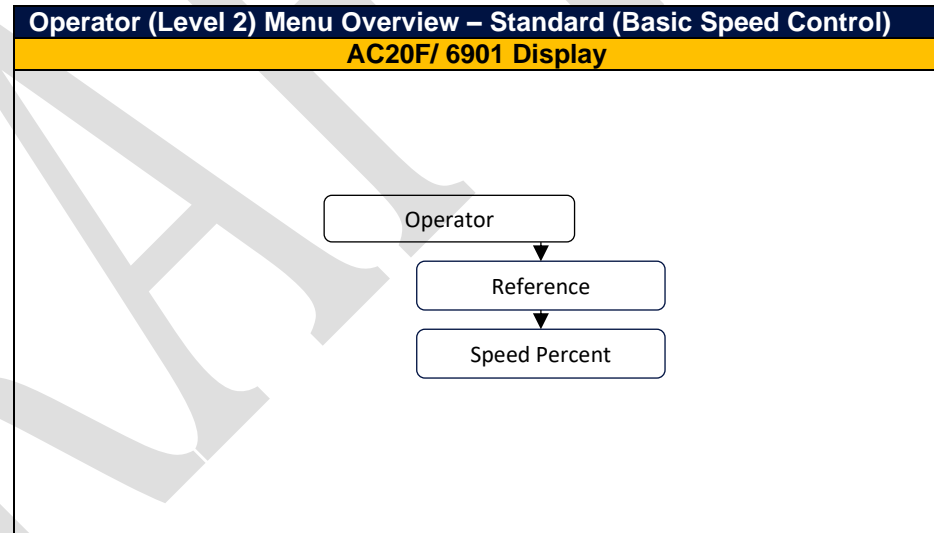 Operator (Level 2) Menu Overview – Standard (Basic Speed Control)
AC20F/ 6901 Display
Operator
Reference
Speed Percent